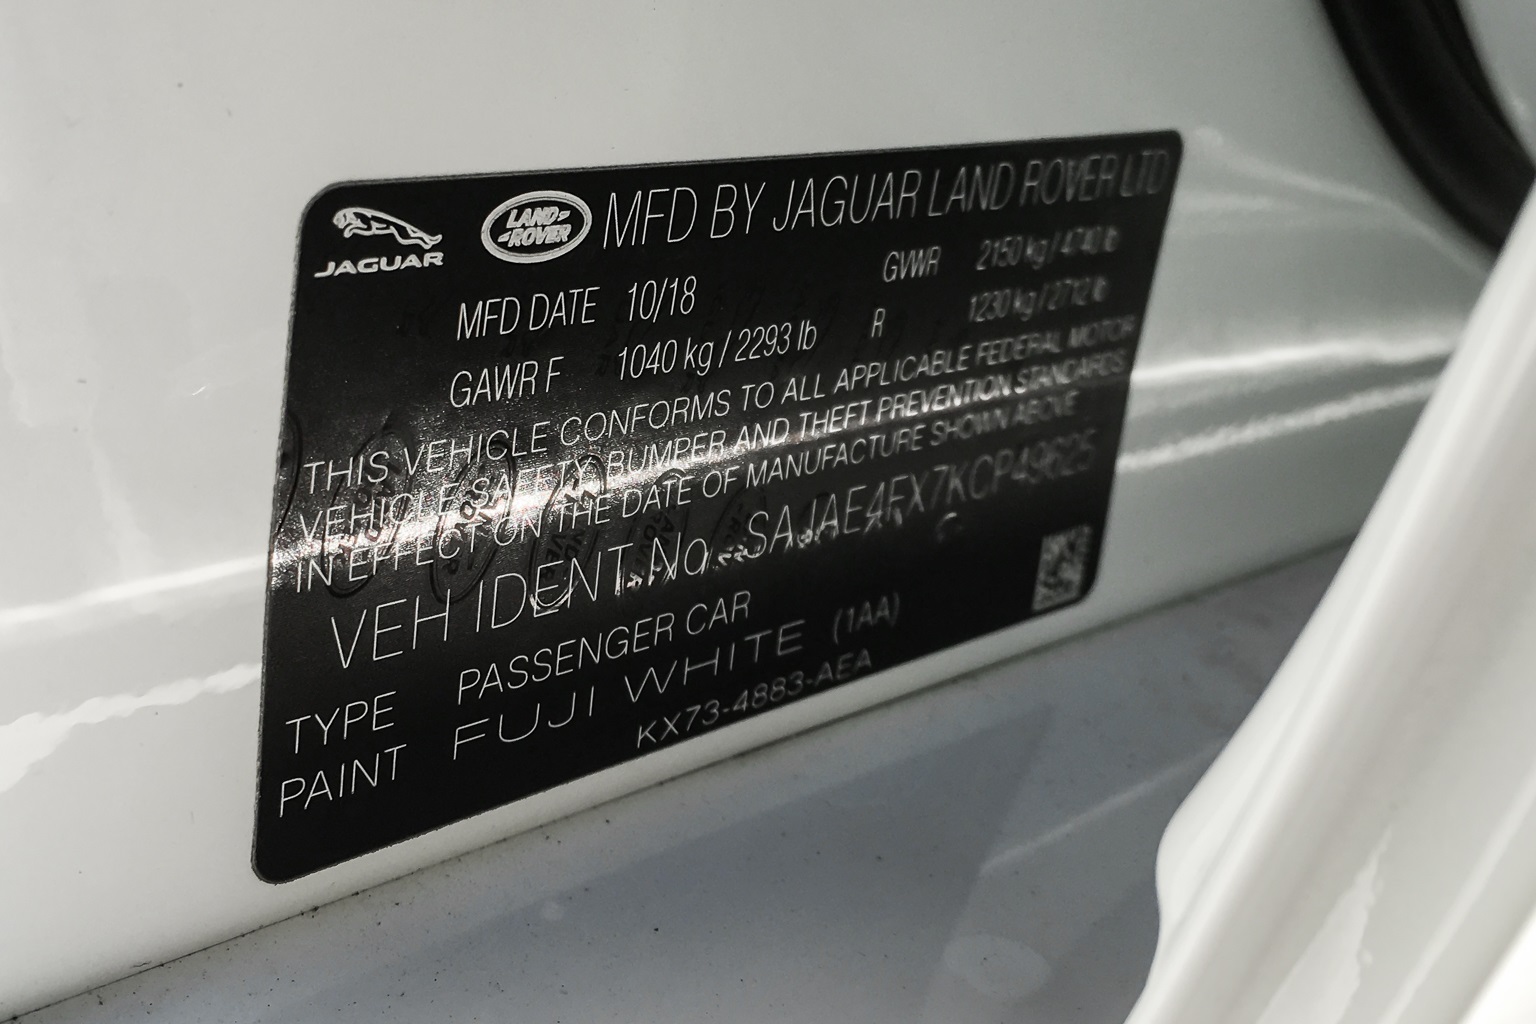 JAGUAR
LAND-
-ROVER
MFD BY JAGUAR LAND ROVER LTD
MFD DATE 10/18 GVWR 2150 kg / 4740 lb
GAWR F 1040 kg / 2293 lb R 1230 kg / 2712 lb
THIS VEHICLE CONFORMS TO ALL APPLICABLE FEDERAL MOTOR
VEHICLE SAFETY BUMPER AND THEFT PREVENTION STANDARDS
IN EFFECT ON THE DATE OF MANUFACTURE SHOWN ABOVE
VEH IDENT.No. SAJAE4FX7KCP49625
TYPE PASSENGER CAR
PAINT FUJI WHITE (1AA)
KX73-4883-AEA